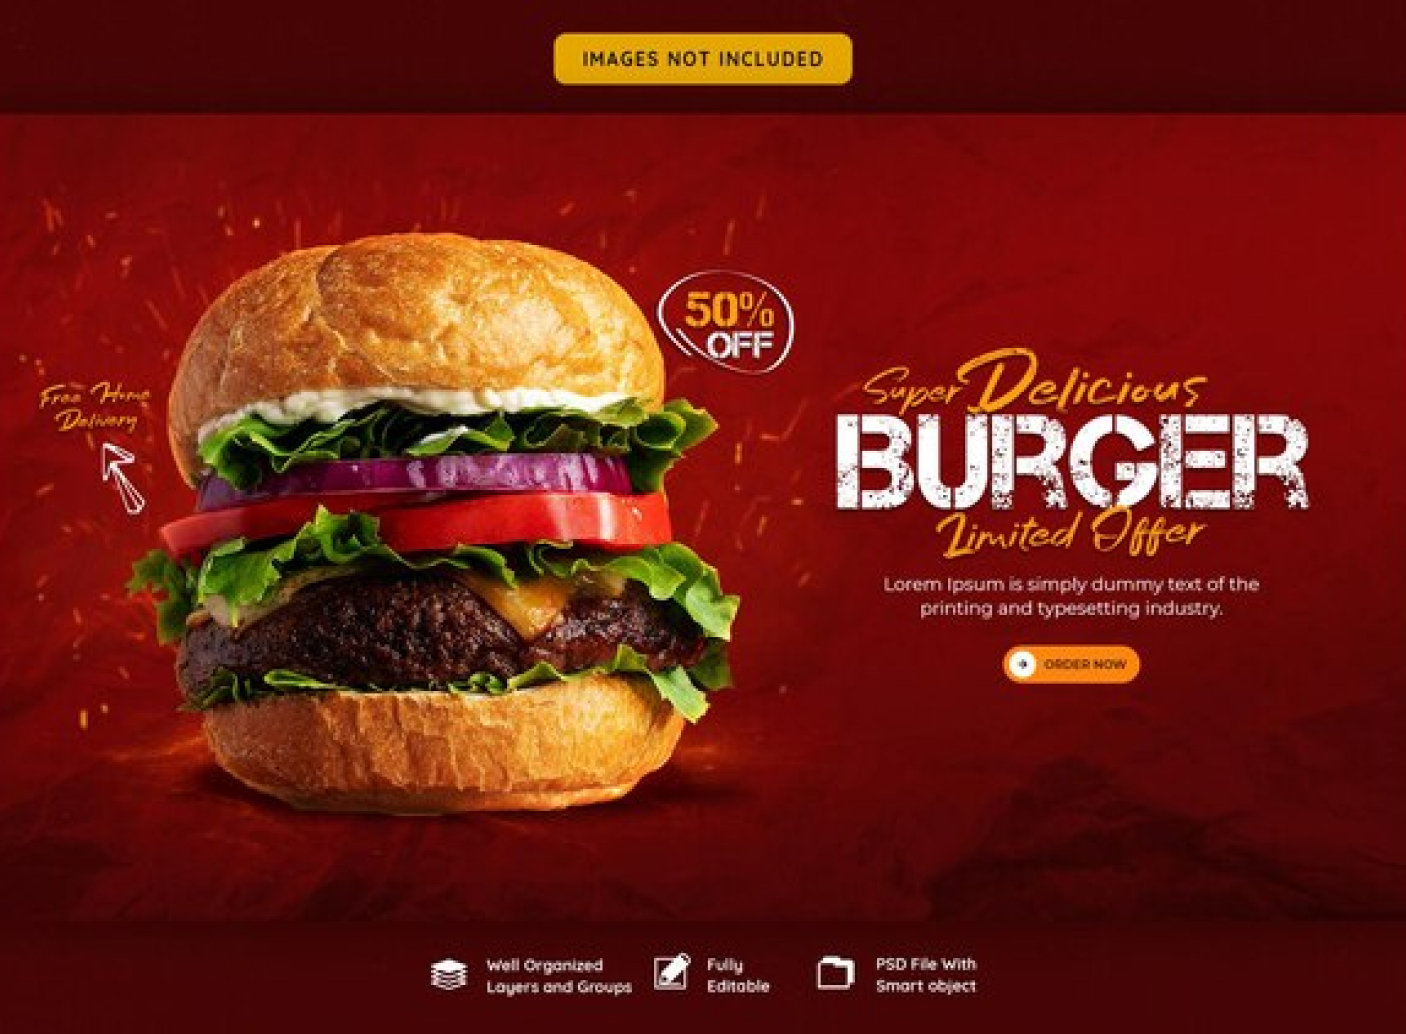 IMAGES NOT INCLUDED
Free Home
Delivery
50%
OFF
Super Delicious
BURGER
Limited Offer
Lorem Ipsum is simply dummy text of the
printing and typesetting industry.
ORDER NOW
Well Organized
Layers and Groups
Fully
Editable
PSD File With
Smart object